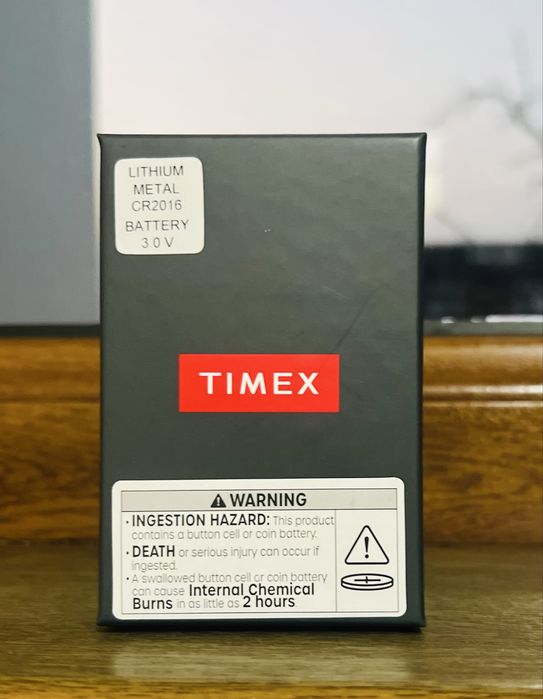 LITHIUM
METAL
CR2016
BATTERY
3.0 V
TIMEX
WARNING
• INGESTION HAZARD: This product
contains a button cell or coin battery.
• DEATH or serious injury can occur if
ingested.
• A swallowed button cell or coin battery
can cause Internal Chemical
Burns in as little as 2 hours.